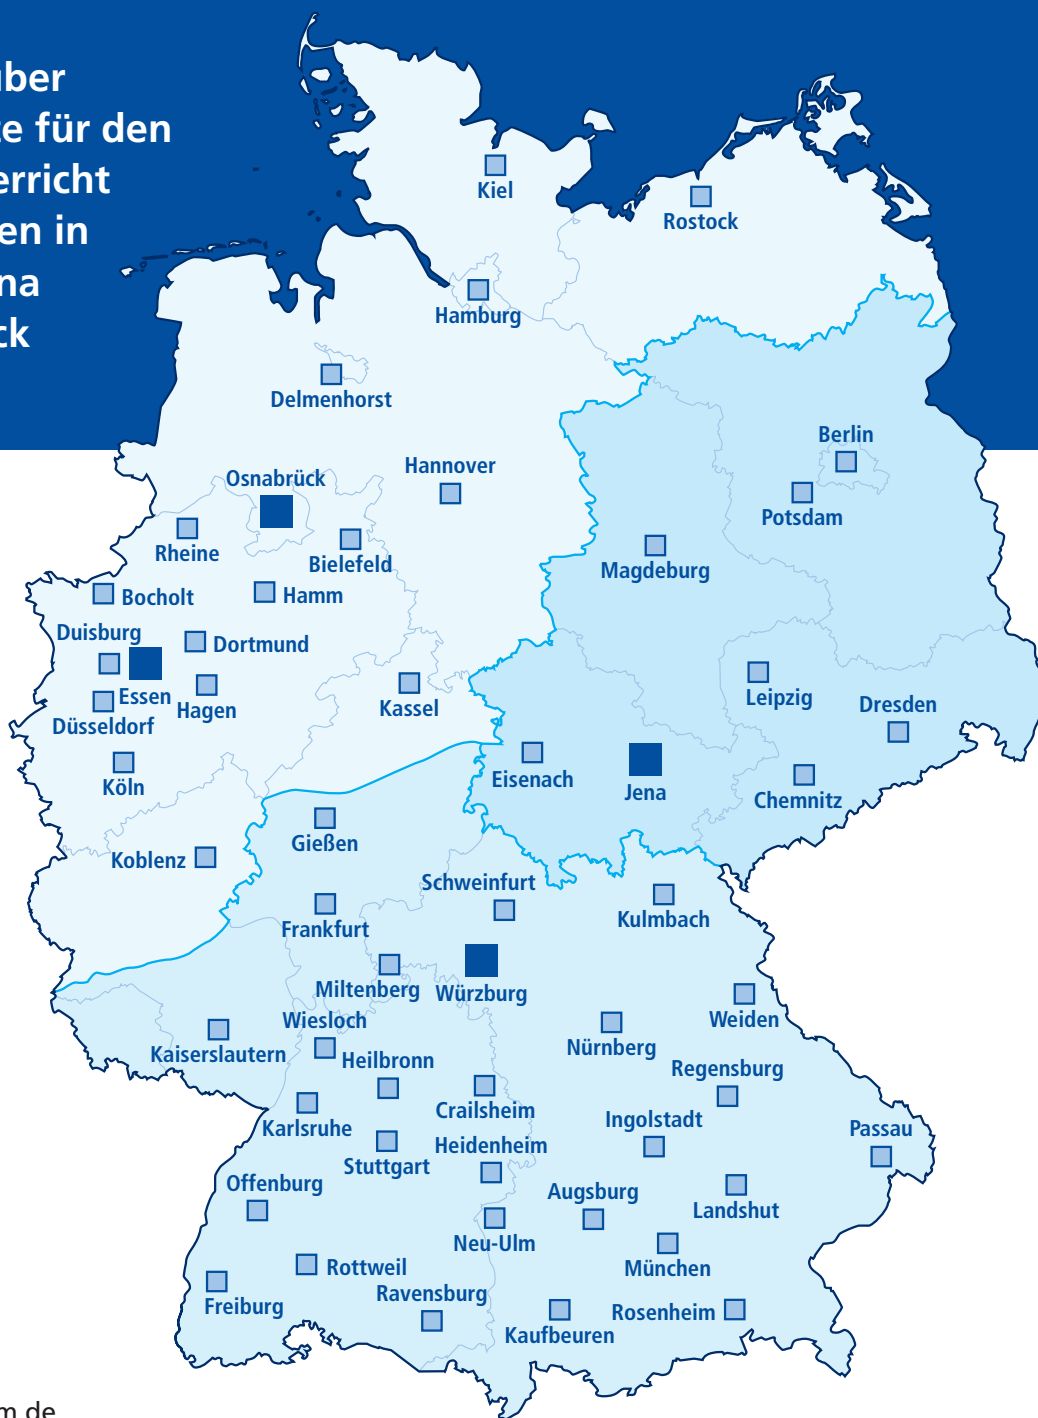 über
te für den
erricht
en in
na
ck
Kiel
Rostock
Hamburg
Delmenhorst
Berlin
Hannover
Osnabrück
Potsdam
Rheine
Bielefeld
Magdeburg
Bocholt
Hamm
Duisburg
Dortmund
Essen
Hagen
Düsseldorf
Kassel
Leipzig
Dresden
Köln
Eisenach
Jena
Chemnitz
Gießen
Koblenz
Schweinfurt
Kulmbach
Frankfurt
Miltenberg
Würzburg
Weiden
Wiesloch
Nürnberg
Kaiserslautern
Heilbronn
Regensburg
Crailsheim
Ingolstadt
Karlsruhe
Passau
Heidenheim
Stuttgart
Offenburg
Augsburg
Landshut
Neu-Ulm
Rottweil
München
Ravensburg
Freiburg
Rosenheim
Kaufbeuren
m.de